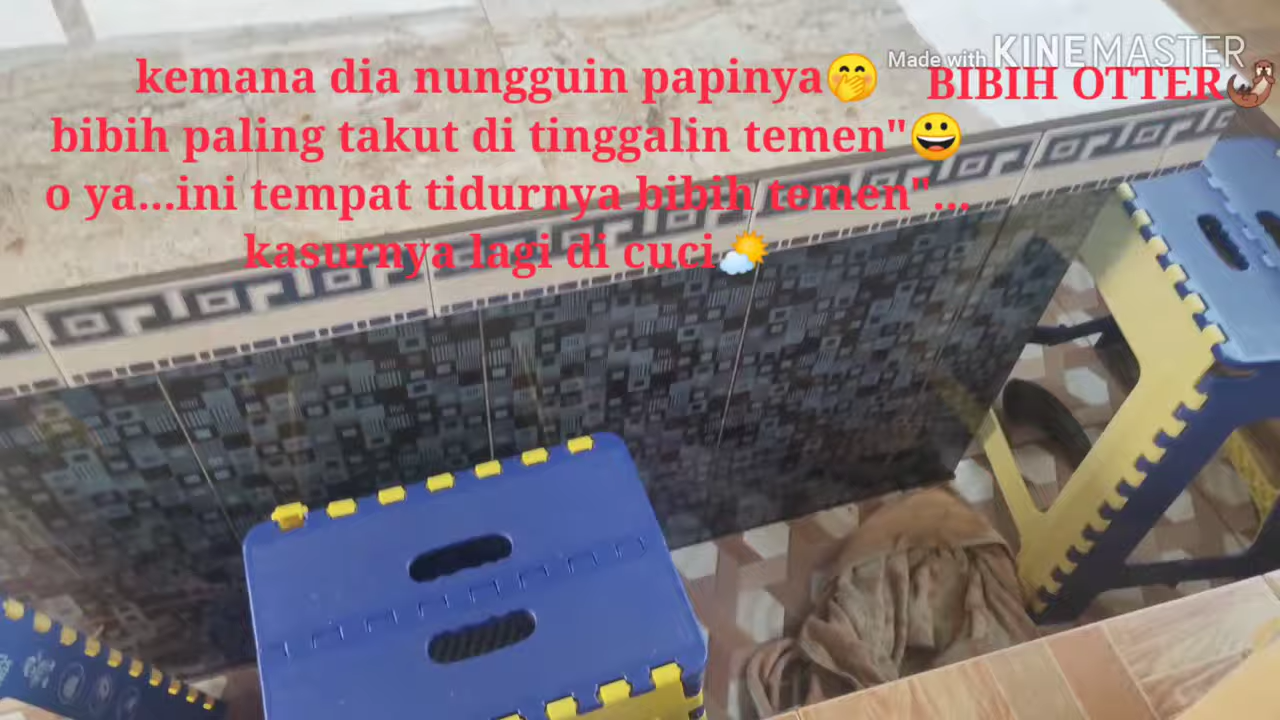 Made with KINEMASTER
kemana dia nungguin papinya🤭 BIBIH OTTER🦦
bibih paling takut di tinggalin temen"😀
o ya...ini tempat tidurnya bibih temen"...
kasurnya lagi di cuci🌤